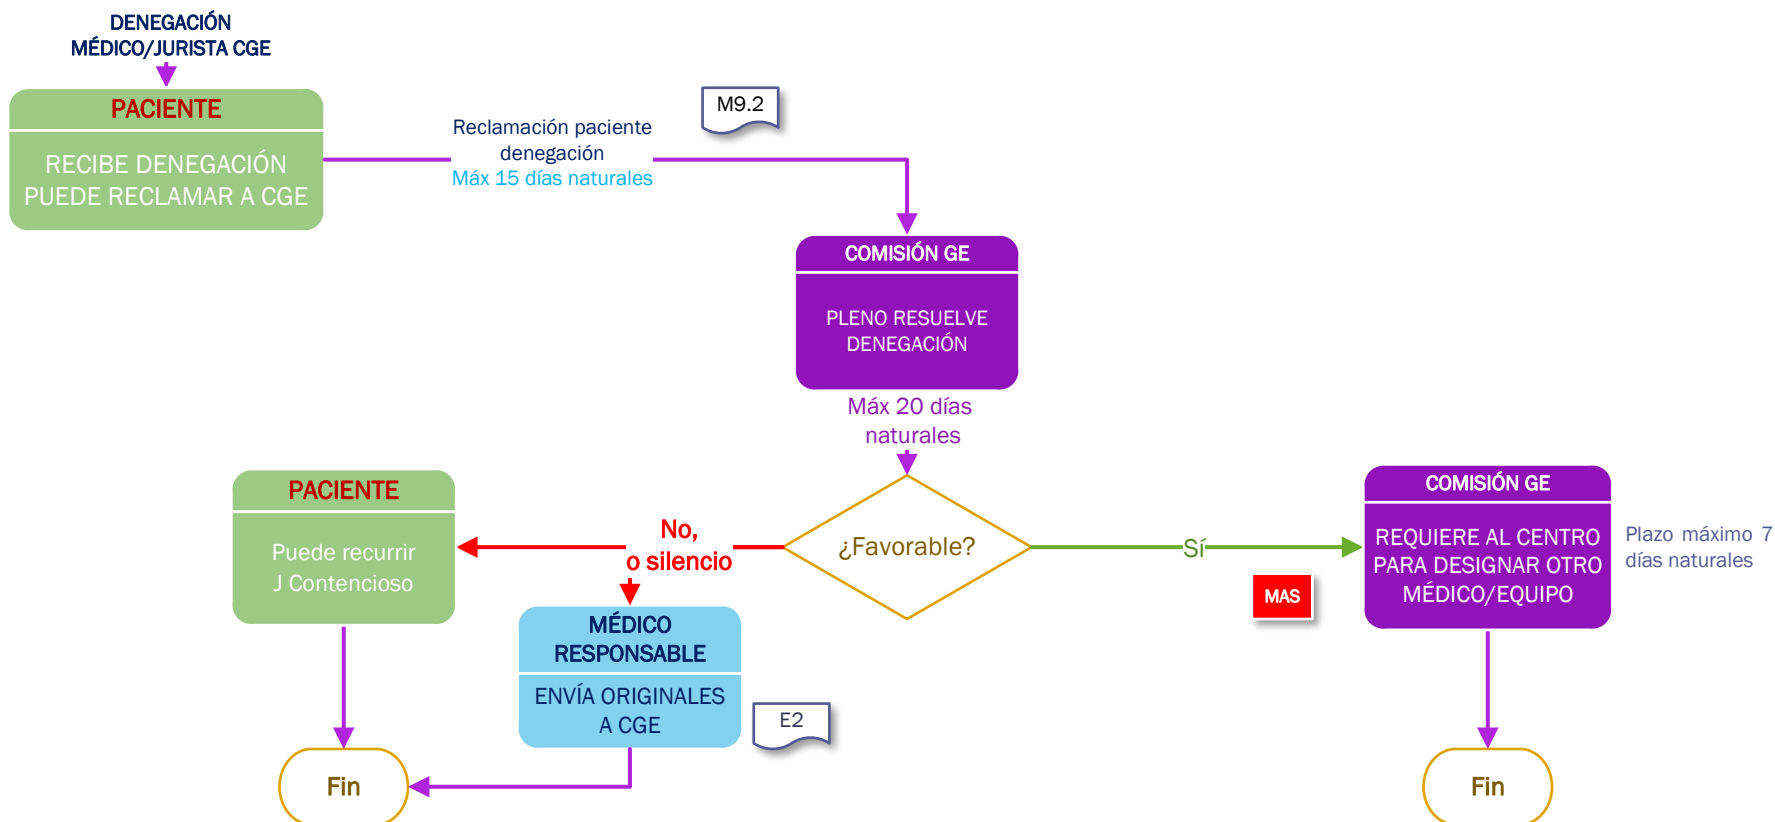 DENEGACIÓN
MÉDICO/JURISTA CGE
PACIENTE
RECIBE DENEGACIÓN
PUEDE RECLAMAR A CGE
Reclamación paciente
denegación
Máx 15 días naturales
M9.2
COMISIÓN GE
PLENO RESUELVE
DENEGACIÓN
Máx 20 días
naturales
¿Favorable?
No,
o silencio
PACIENTE
Puede recurrir
J Contencioso
MÉDICO
RESPONSABLE
ENVÍA ORIGINALES
A CGE
E2
Fin
Sí
MAS
COMISIÓN GE
REQUIERE AL CENTRO
PARA DESIGNAR OTRO
MÉDICO/EQUIPO
Plazo máximo 7
días naturales
Fin